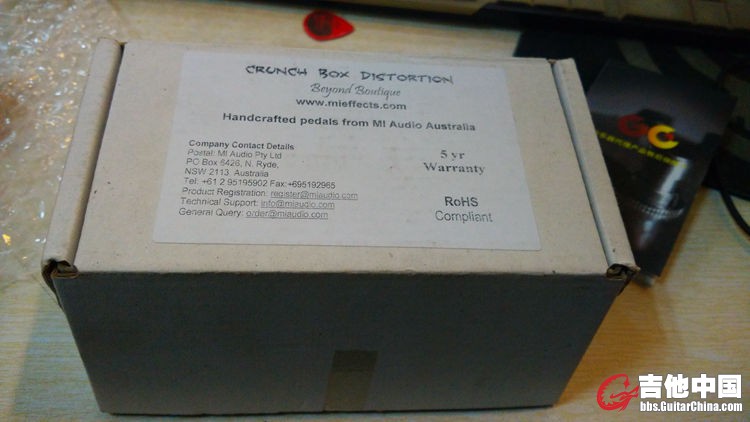 CRUNCH BOX DISTORTION
Beyond Boutique
www.mieffects.com
Handcrafted pedals from MI Audio Australia
Company Contact Details
Postal: MI Audio Pty Ltd
PO Box 6426, N. Ryde,
NSW 2113 Australia
Tel: +61 2 95195902 Fax:+695192965
Product Registration: register@miaudio.com
Technical Support: info@miaudio.com
General Query: order@miaudio.com
5 yr
Warranty
RoHS
Compliant
GC
吉他中国
bbs.GuitarChina.com